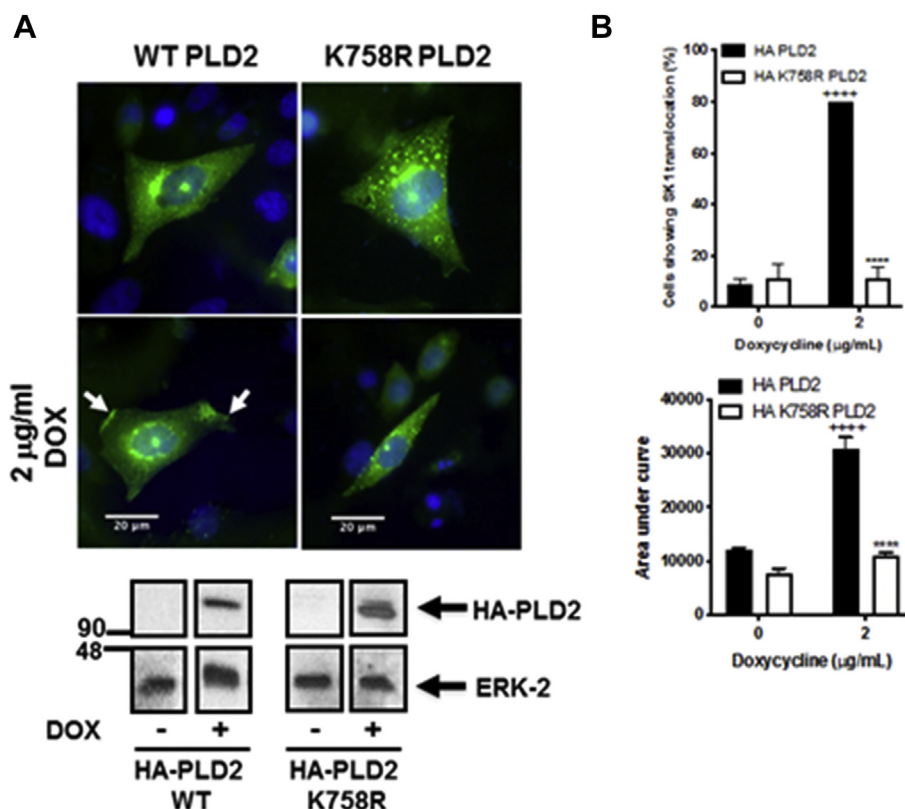 A
WT PLD2
K758R PLD2
2 µg/ml
DOX
20 µm
20 µm
90
48
HA-PLD2
ERK-2
DOX
- + - +
HA-PLD2
WT
HA-PLD2
K758R
B
HA PLD2
HA K758R PLD2
Cells showing SK1 translocation (%)
100
80
60
40
20
0
++++
****
0 2
Doxycycline (µg/mL)
HA PLD2
HA K758R PLD2
Area under curve
40000
30000
20000
10000
0
++++
****
0 2
Doxycycline (µg/mL)